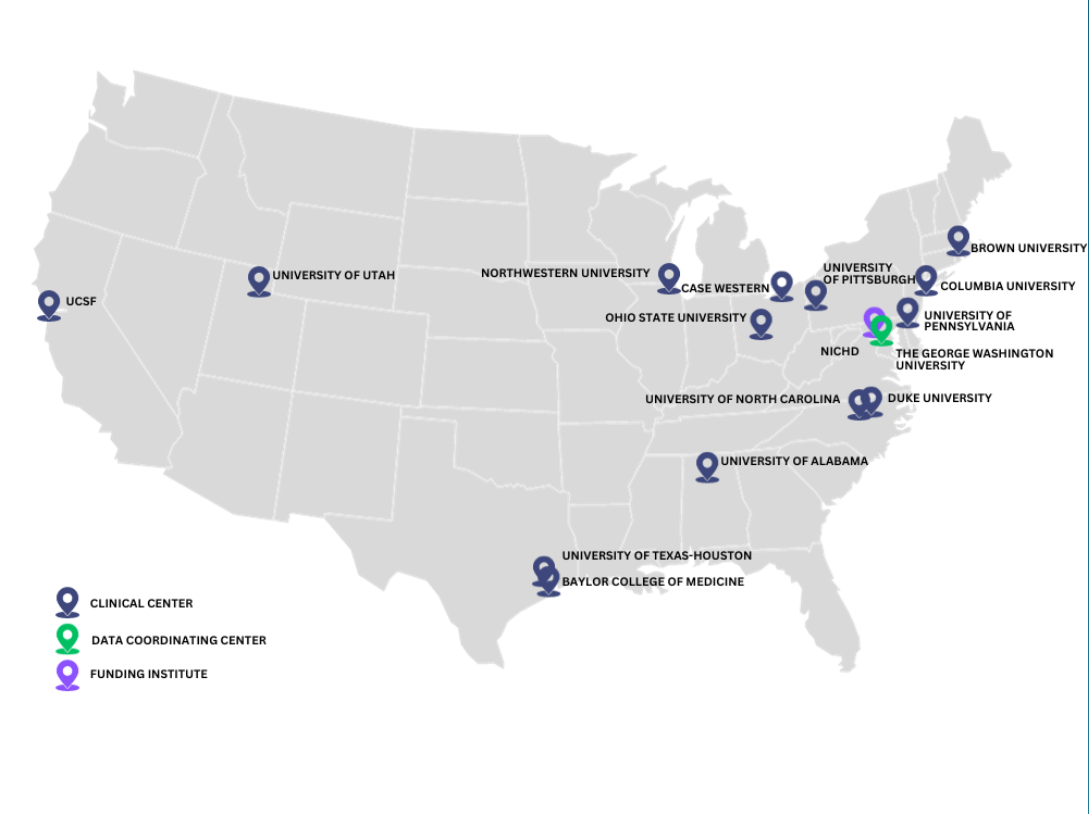 BROWN UNIVERSITY
UNIVERSITY
OF PITTSBURGH
UNIVERSITY OF UTAH
NORTHWESTERN UNIVERSITY
CASE WESTERN
COLUMBIA UNIVERSITY
UCSF
OHIO STATE UNIVERSITY
UNIVERSITY OF
PENNSYLVANIA
NICHD
THE GEORGE WASHINGTON
UNIVERSITY
UNIVERSITY OF NORTH CAROLINA
DUKE UNIVERSITY
UNIVERSITY OF ALABAMA
UNIVERSITY OF TEXAS-HOUSTON
BAYLOR COLLEGE OF MEDICINE
CLINICAL CENTER
DATA COORDINATING CENTER
FUNDING INSTITUTE